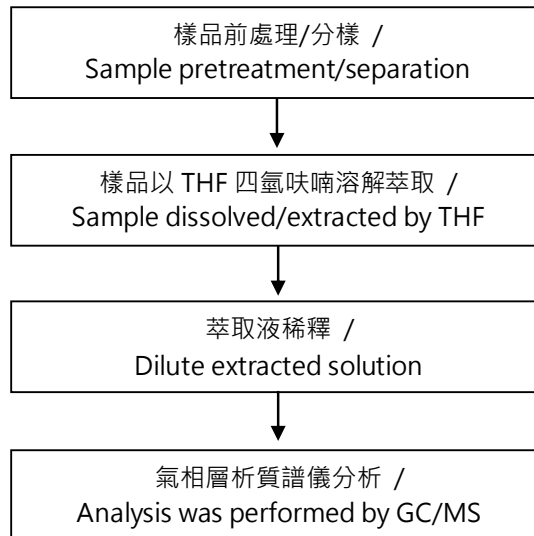 樣品前處理/分樣 /
Sample pretreatment/separation
樣品以 THF 四氫呋喃溶解萃取 /
Sample dissolved/extracted by THF
萃取液稀釋 /
Dilute extracted solution
氣相層析質譜儀分析 /
Analysis was performed by GC/MS